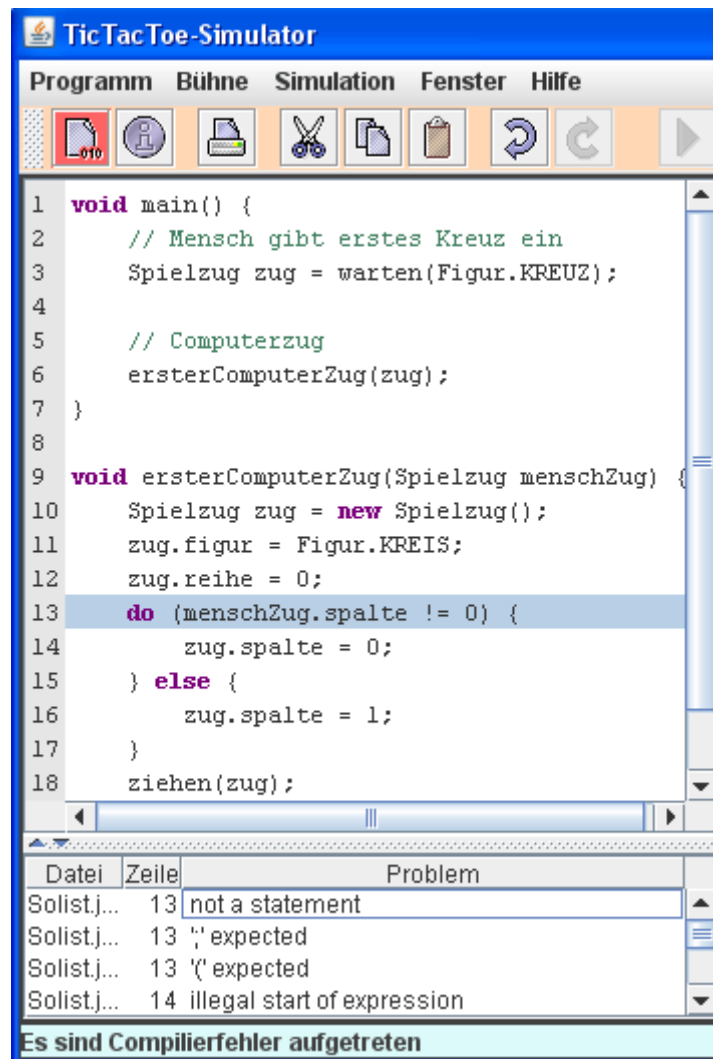 TicTacToe-Simulator
Programm Bühne Simulation Fenster Hilfe
010
1 void main() {
2 // Mensch gibt erstes Kreuz ein
3 Spielzug zug = warten(Figur.KREUZ);
4
5 // Computerzug
6 ersterComputerZug(zug);
7 }
8
9 void ersterComputerZug(Spielzug menschZug) {
10 Spielzug zug = new Spielzug();
11 zug.figur = Figur.KREIS;
12 zug.reihe = 0;
13 do (menschZug.spalte != 0) {
14 zug.spalte = 0;
15 } else {
16 zug.spalte = 1;
17 }
18 ziehen(zug);
Datei Zeile Problem
Solist.j... 13 not a statement
Solist.j... 13 ';' expected
Solist.j... 13 '(' expected
Solist.j... 14 illegal start of expression
Es sind Compilierfehler aufgetreten